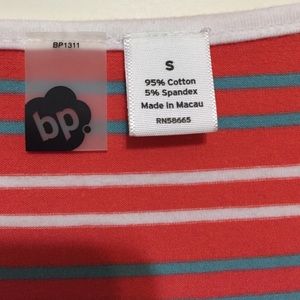 BP1311
bp.
S
95% Cotton
5% Spandex
Made in Macau
RN58665